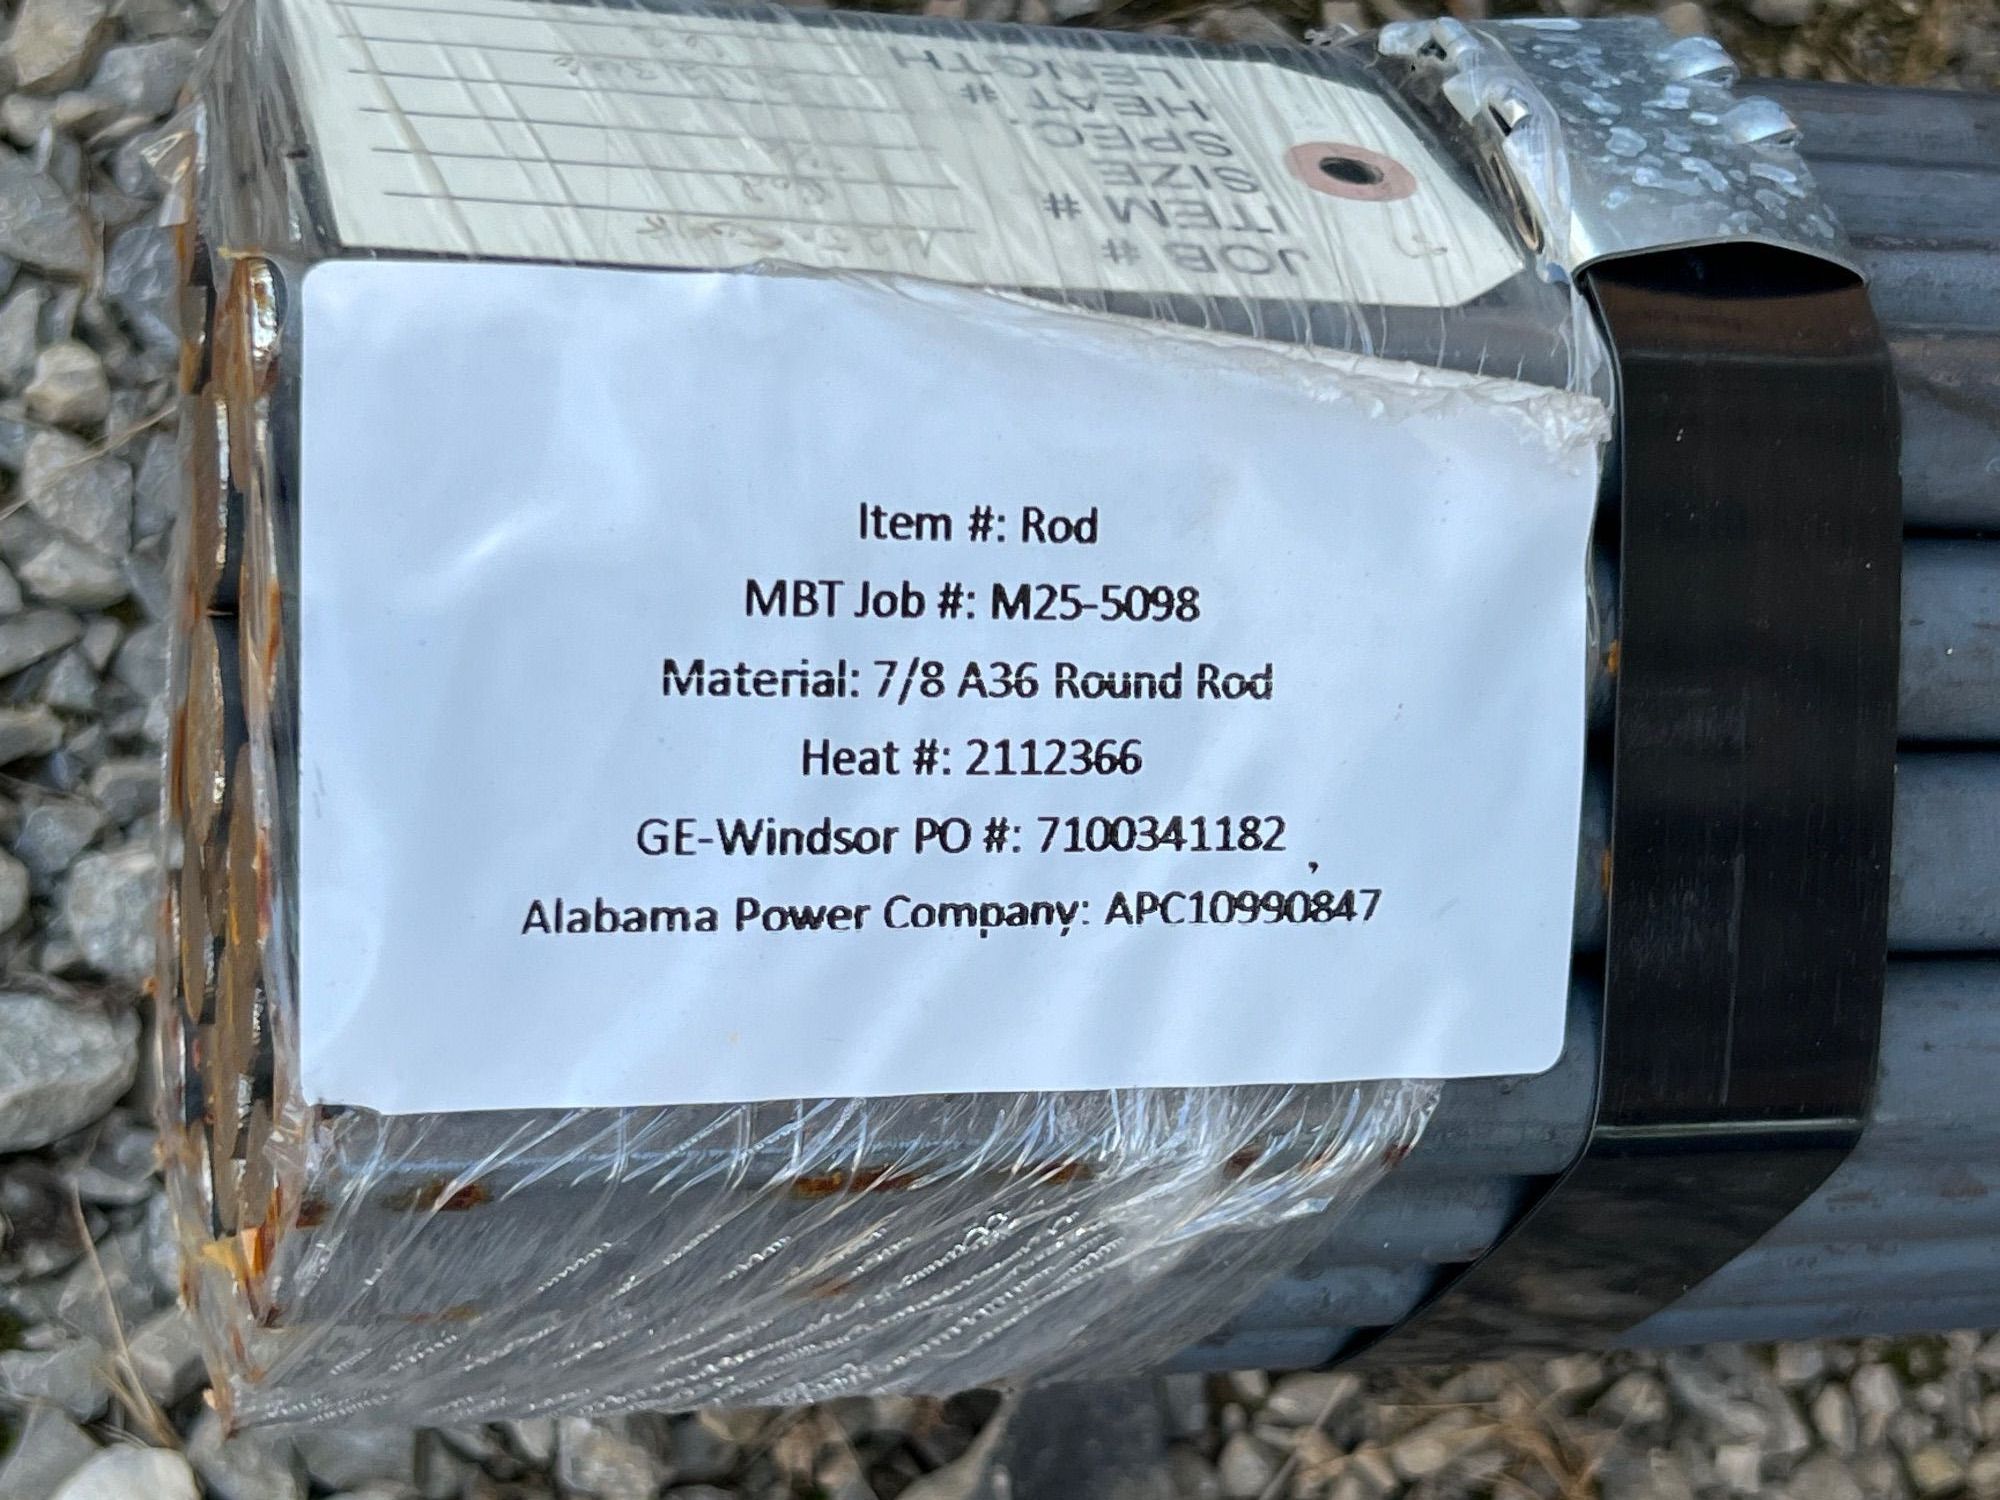 JOB #
ITEM #
SIZE
SPEC.
HEAT #
LENGTH
Item #: Rod
MBT Job #: M25-5098
Material: 7/8 A36 Round Rod
Heat #: 2112366
GE-Windsor PO #: 7100341182
Alabama Power Company: APC10990847